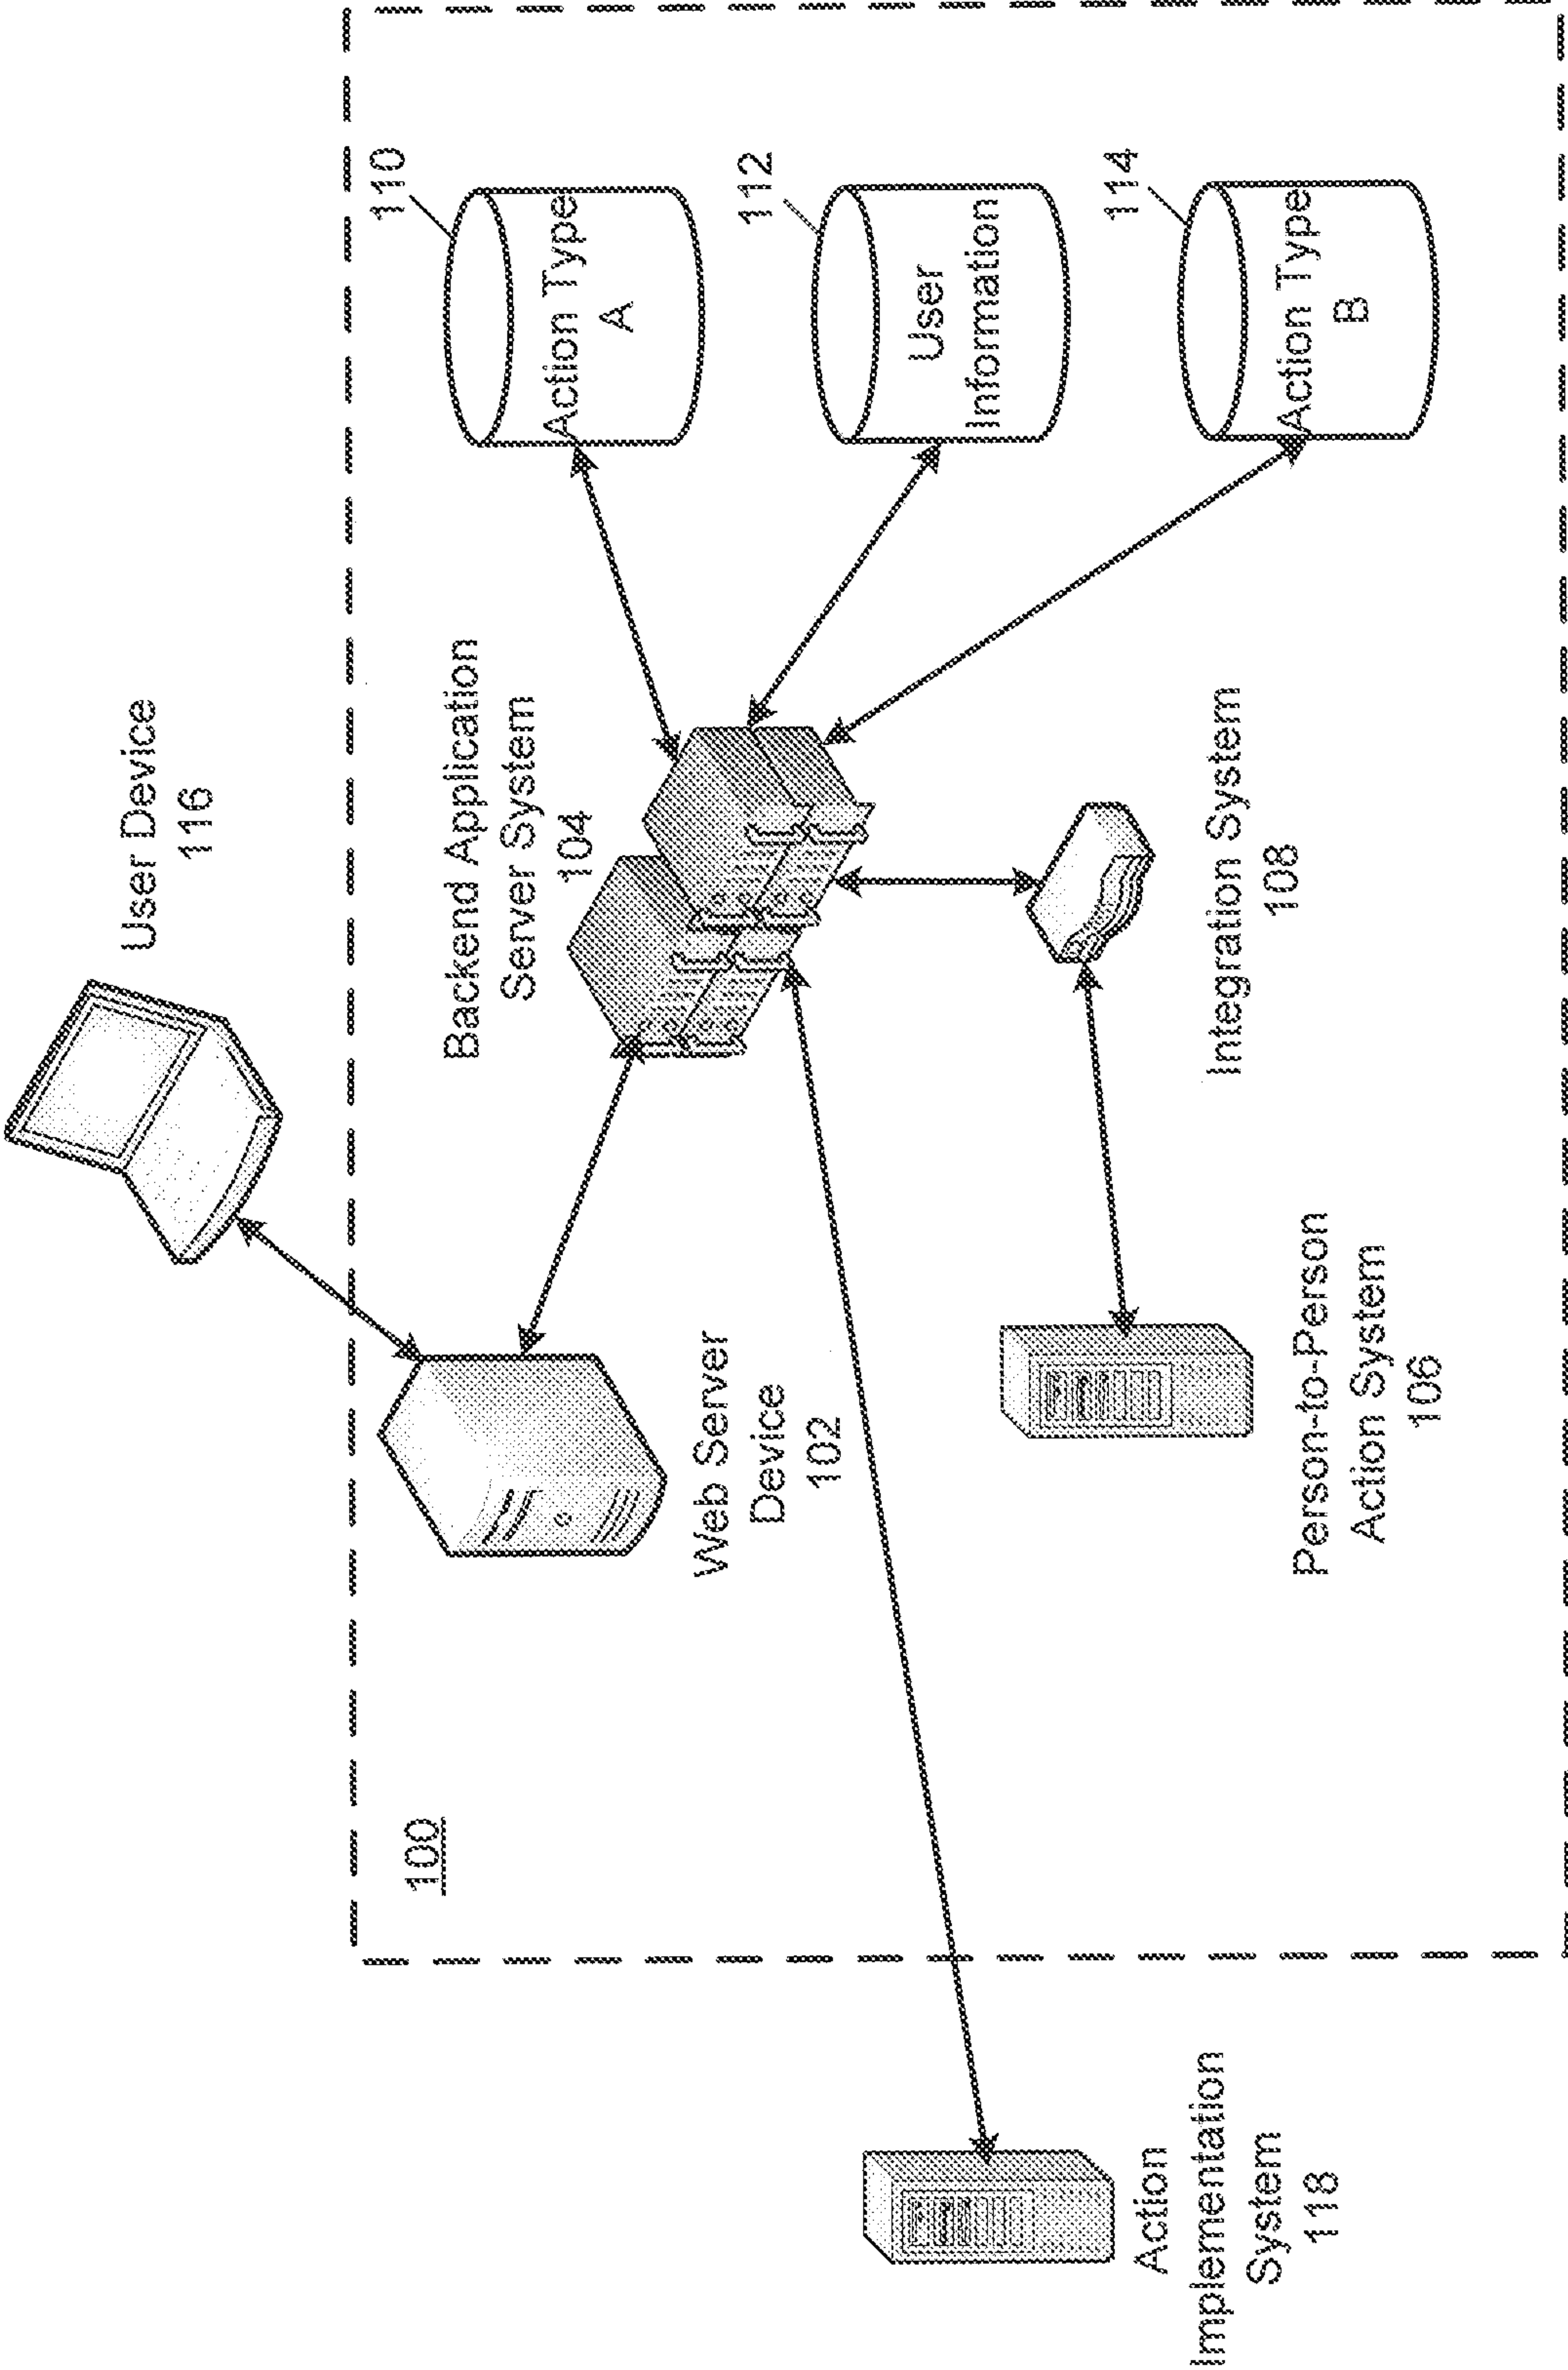 User Device
116
100
Backend Application
Server System
104
110
Action Type
A
112
User
Information
114
Action Type
B
Web Server
Device
102
Integration System
108
Person-to-Person
Action System
106
Action
Implementation
System
118